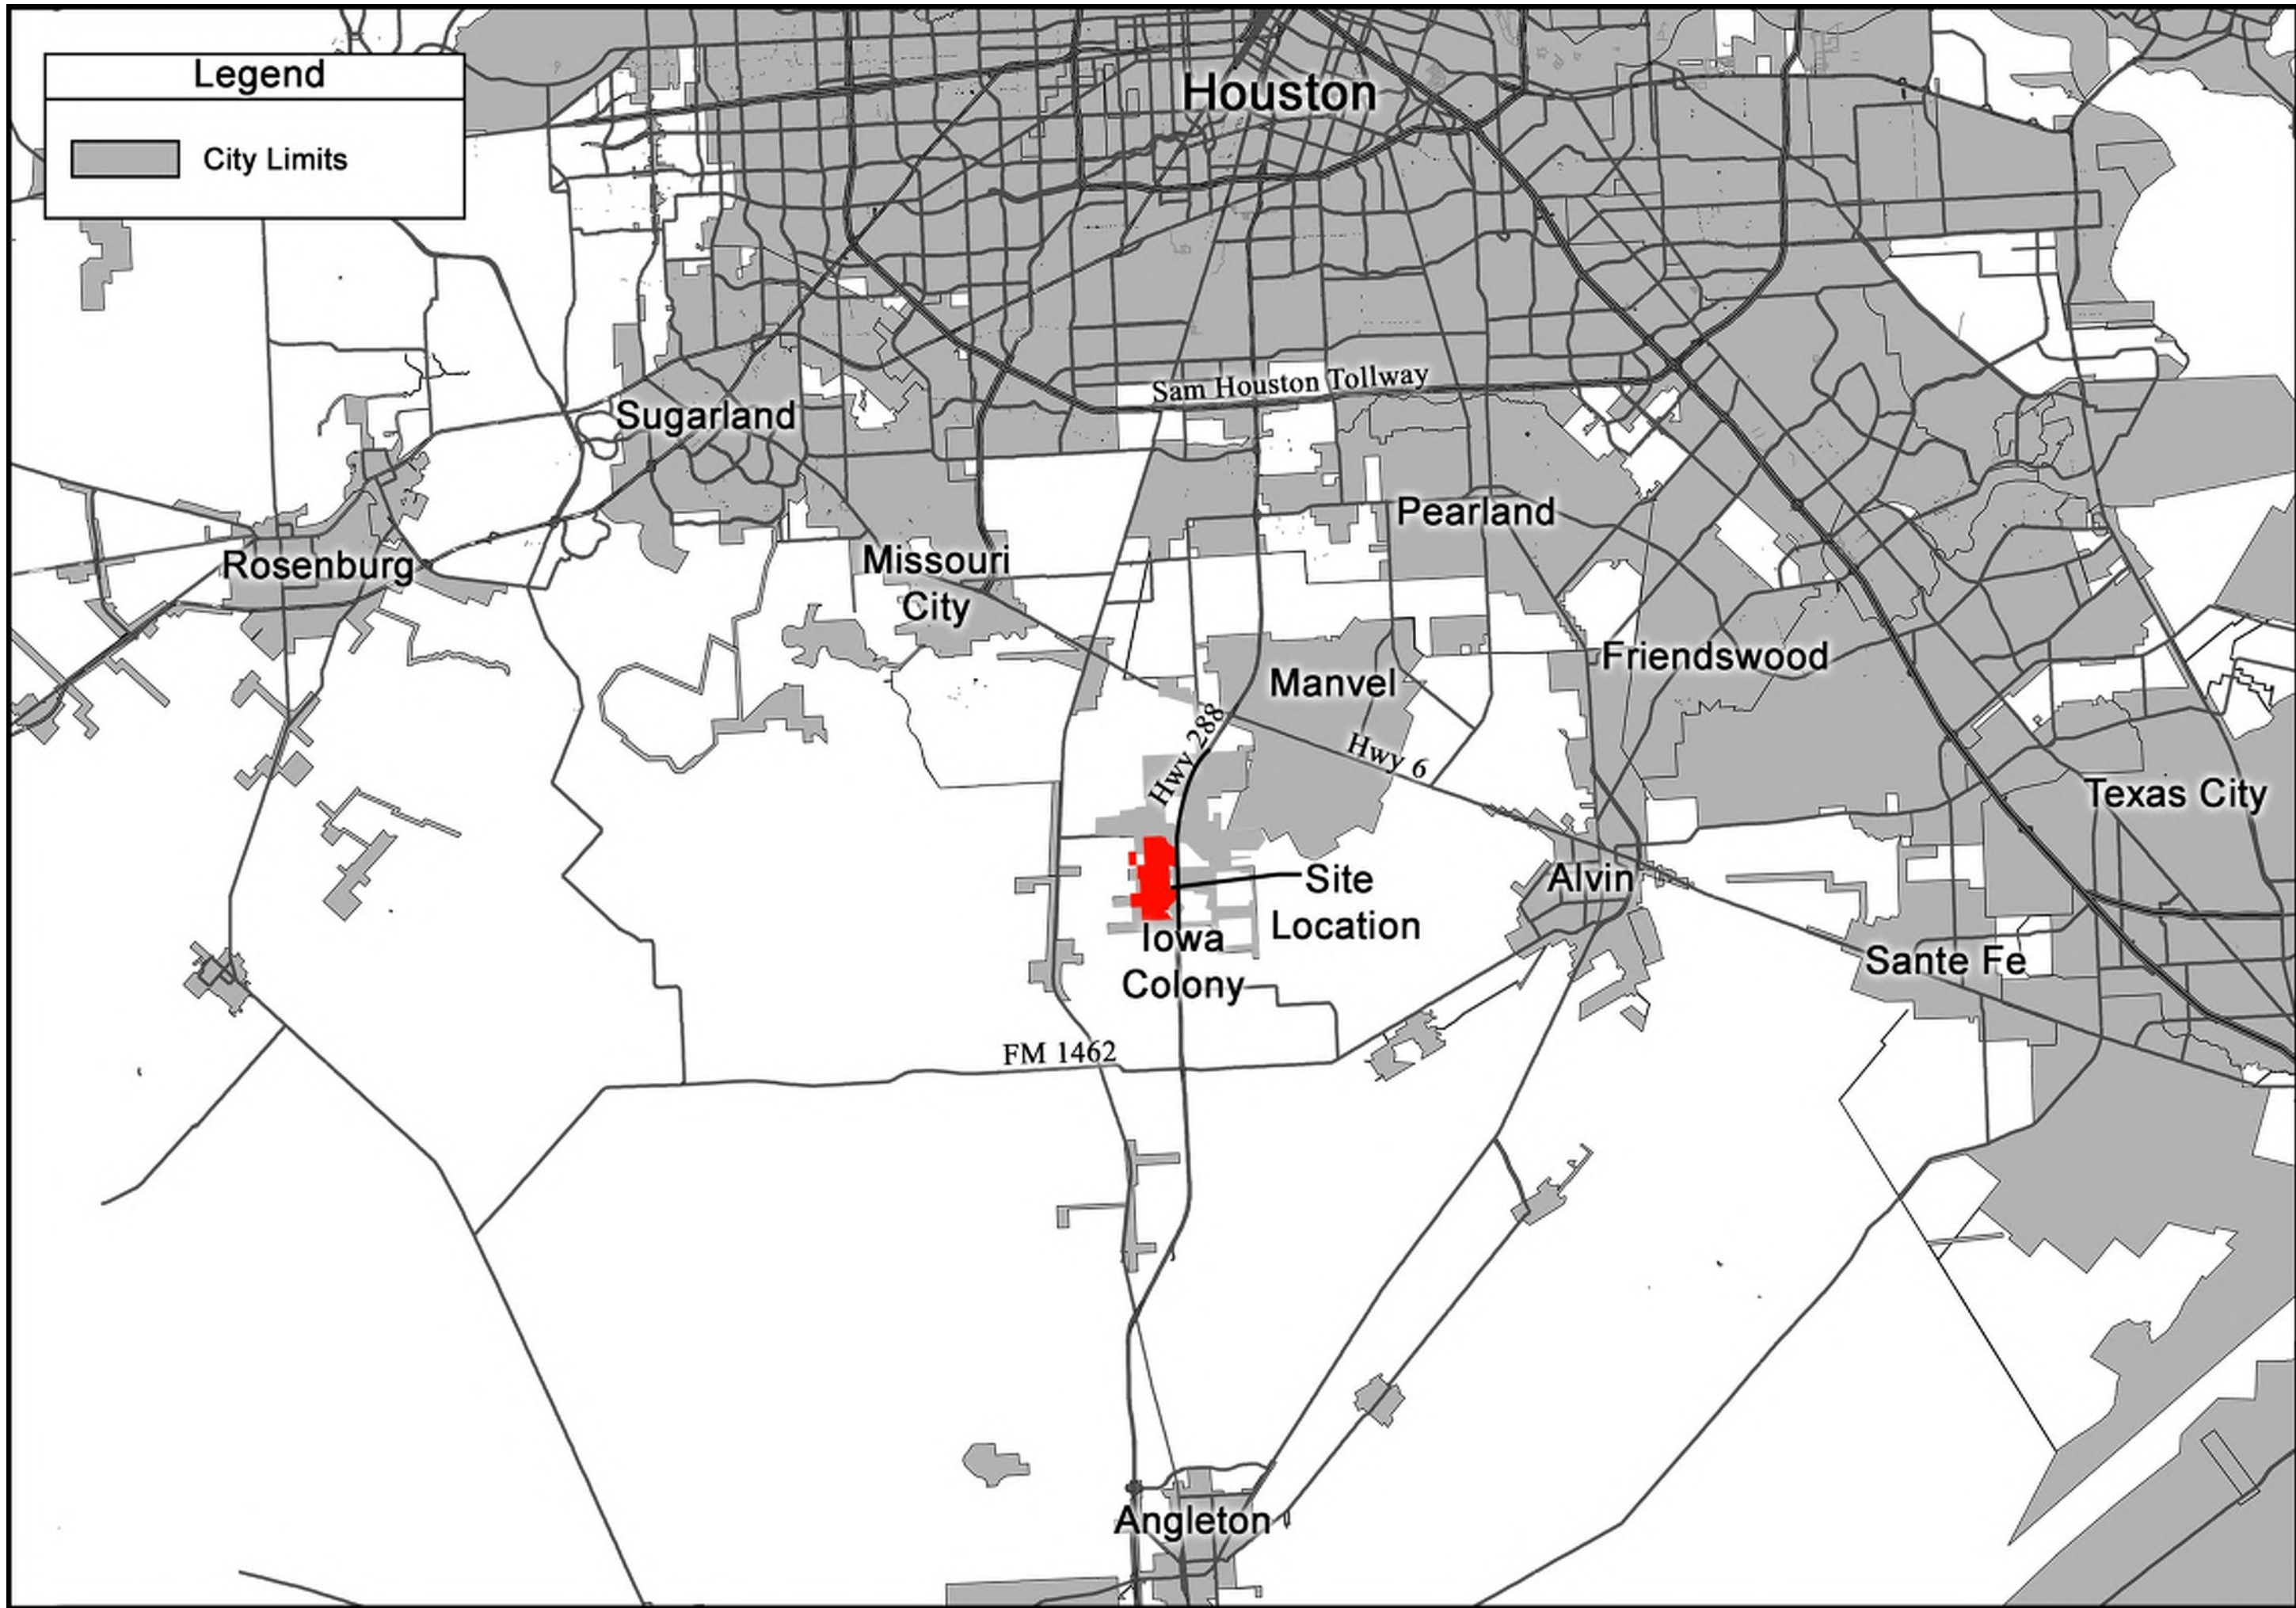 Legend
City Limits
Houston
Sam Houston Tollway
Sugarland
Pearland
Rosenburg
Missouri
City
Friendswood
Manvel
Hwy 288
Hwy 6
Texas City
Site
Location
Alvin
Iowa
Colony
Sante Fe
FM 1462
Angleton